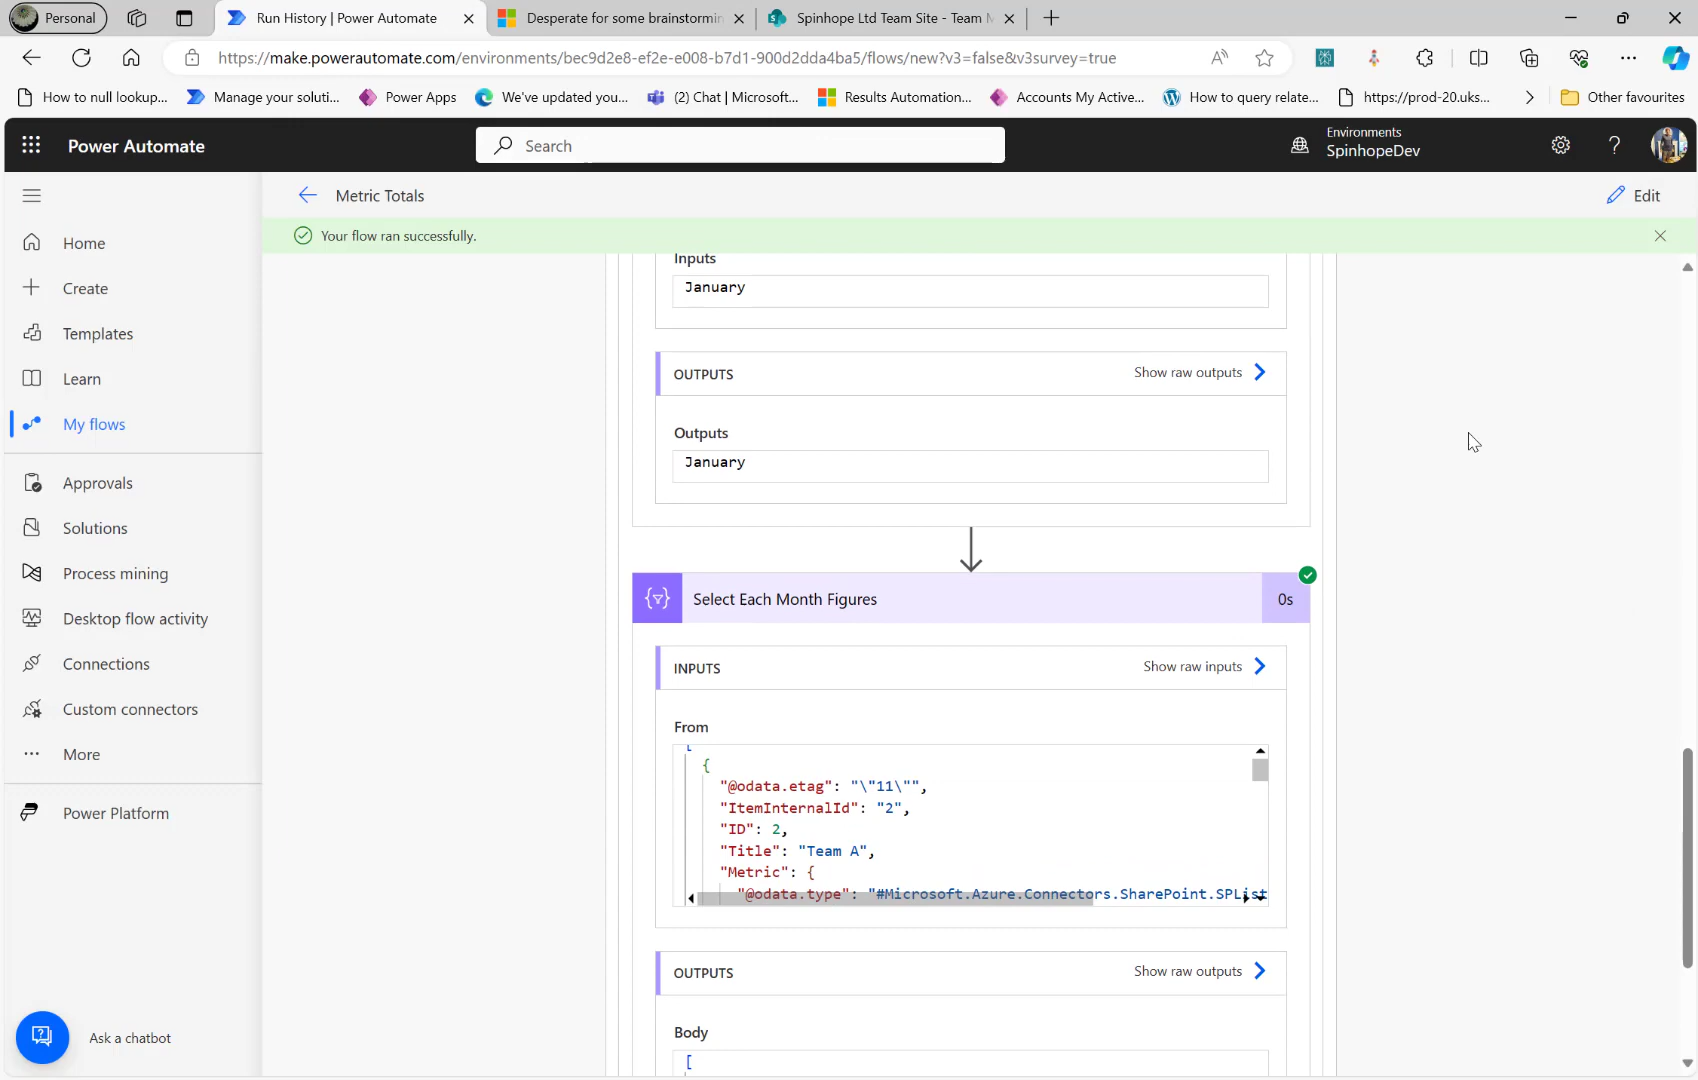 Personal
Run History | Power Automate
Desperate for some brainstormin
Spinhope Ltd Team Site - Team M
https://make.powerautomate.com/environments/bec9d2e8-ef2e-e008-b7d1-900d2dda4ba5/flows/new?v3=false&v3survey=true
How to null lookup...
Manage your soluti...
Power Apps
We've updated you...
(2) Chat | Microsoft...
Results Automation...
Accounts My Active...
How to query relate...
https://prod-20.uks...
Other favourites
Power Automate
Search
Environments
SpinhopeDev
Metric Totals
Edit
Your flow ran successfully.
Home
Create
Templates
Learn
My flows
Approvals
Solutions
Process mining
Desktop flow activity
Connections
Custom connectors
More
Power Platform
Ask a chatbot
Inputs
January
OUTPUTS
Show raw outputs
Outputs
January
Select Each Month Figures
0s
INPUTS
Show raw inputs
From
[
{
"@odata.etag": "\"11\"",
"ItemInternalId": "2",
"ID": 2,
"Title": "Team A",
"Metric": {
"@odata.type": "#Microsoft.Azure.Connectors.SharePoint.SPList
OUTPUTS
Show raw outputs
Body
[